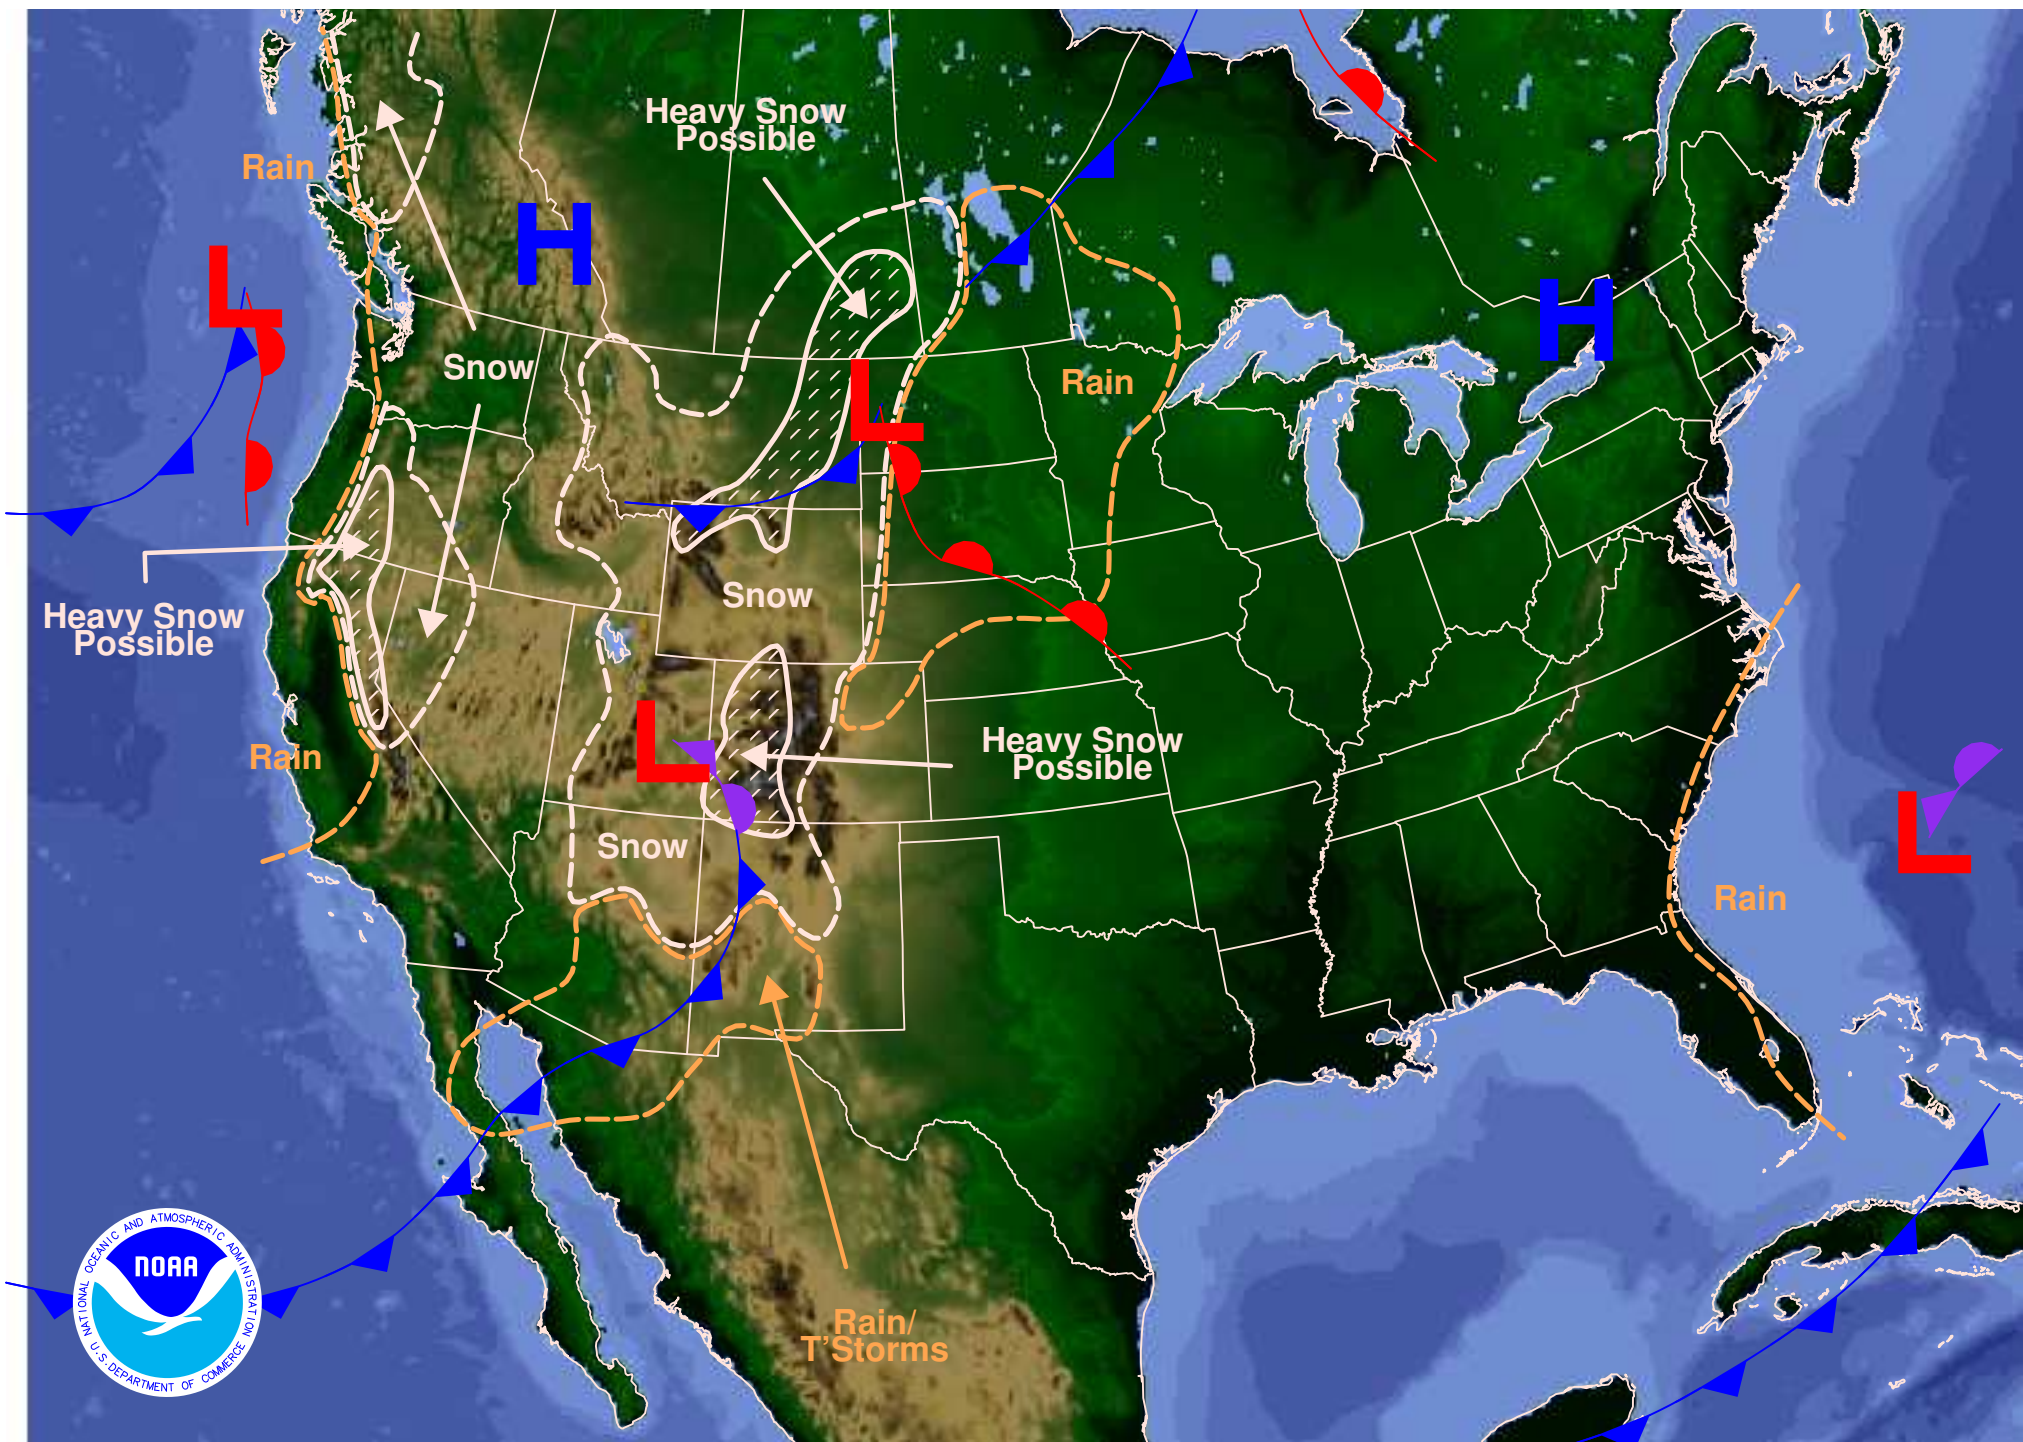 Heavy Snow
Possible
Rain
H
L
H
Snow
L
Rain
Snow
Heavy Snow
Possible
L
Heavy Snow
Possible
Rain
L
Snow
Rain
Rain/
T'Storms
NATIONAL OCEANIC AND ATMOSPHERIC ADMINISTRATION
NOAA
U.S. DEPARTMENT OF COMMERCE